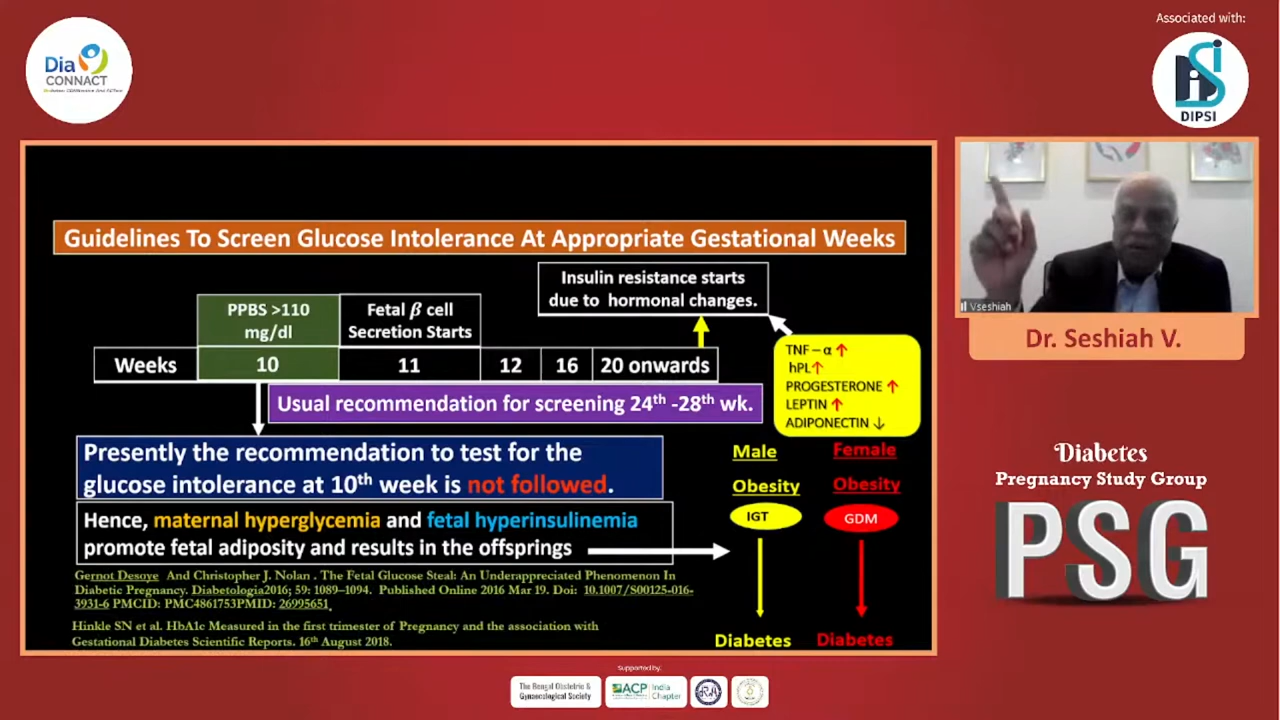 Associated with:
Dia
CONNACT
DIPSI
Guidelines To Screen Glucose Intolerance At Appropriate Gestational Weeks
Insulin resistance starts
due to hormonal changes.
PPBS >110
mg/dl
Fetal β cell
Secretion Starts
Weeks 10 11 12 16 20 onwards
TNF – α ↑
hPL↑
PROGESTERONE ↑
LEPTIN ↑
ADIPONECTIN ↓
Usual recommendation for screening 24th -28th wk.
Presently the recommendation to test for the
glucose intolerance at 10th week is not followed.
Hence, maternal hyperglycemia and fetal hyperinsulinemia
promote fetal adiposity and results in the offsprings
Male Female
Obesity Obesity
IGT GDM
Diabetes Diabetes
Gernot Desoye And Christopher J. Nolan . The Fetal Glucose Steal: An Underappreciated Phenomenon In
Diabetic Pregnancy. Diabetologia2016; 59: 1089–1094. Published Online 2016 Mar 19. Doi: 10.1007/S00125-016-
3931-6 PMCID: PMC4861753PMID: 26995651.
Hinkle SN et al. HbA1c Measured in the first trimester of Pregnancy and the association with
Gestational Diabetes Scientific Reports. 16th August 2018.
Vseshiah
Dr. Seshiah V.
Diabetes
Pregnancy Study Group
PSG
Supported by:
The Bengal Obstetric &
Gynaecological Society
ACP India
Chapter